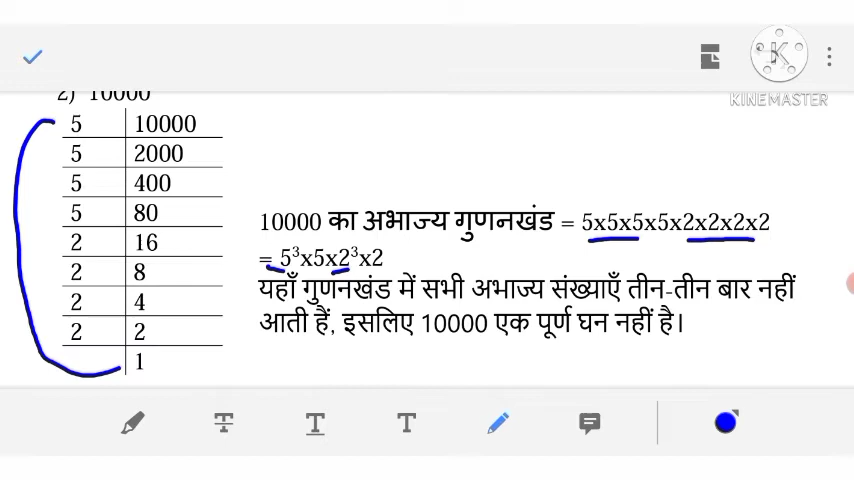 KINEMASTER
2) 10000
5 10000
5 2000
5 400
5 80
2 16
2 8
2 4
2 2
1
10000 का अभाज्य गुणनखंड = 5x5x5x5x2x2x2x2
= 5³x5x2³x2
यहाँ गुणनखंड में सभी अभाज्य संख्याएँ तीन-तीन बार नहीं
आती हैं, इसलिए 10000 एक पूर्ण घन नहीं है।
T T T